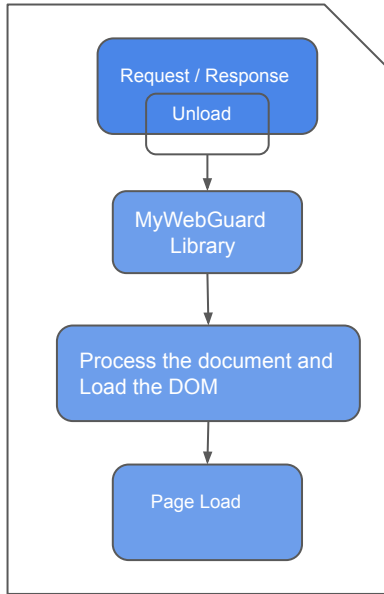 Request / Response
Unload
MyWebGuard
Library
Process the document and
Load the DOM
Page Load